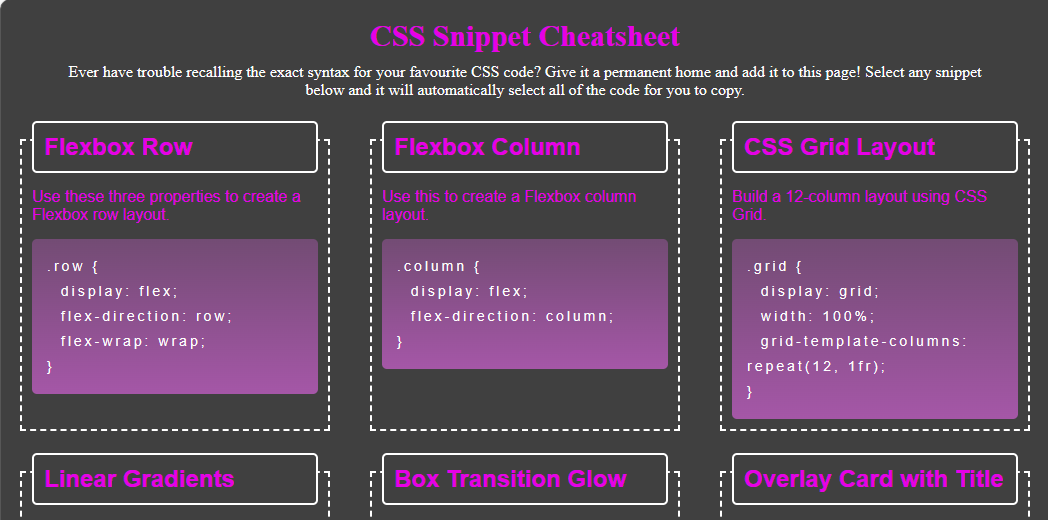 CSS Snippet Cheatsheet
Ever have trouble recalling the exact syntax for your favourite CSS code? Give it a permanent home and add it to this page! Select any snippet
below and it will automatically select all of the code for you to copy.
Flexbox Row
Use these three properties to create a
Flexbox row layout.
.row {
  display: flex;
  flex-direction: row;
  flex-wrap: wrap;
}
Flexbox Column
Use this to create a Flexbox column
layout.
.column {
  display: flex;
  flex-direction: column;
}
CSS Grid Layout
Build a 12-column layout using CSS
Grid.
.grid {
  display: grid;
  width: 100%;
  grid-template-columns:
repeat(12, 1fr);
}
Linear Gradients
Box Transition Glow
Overlay Card with Title